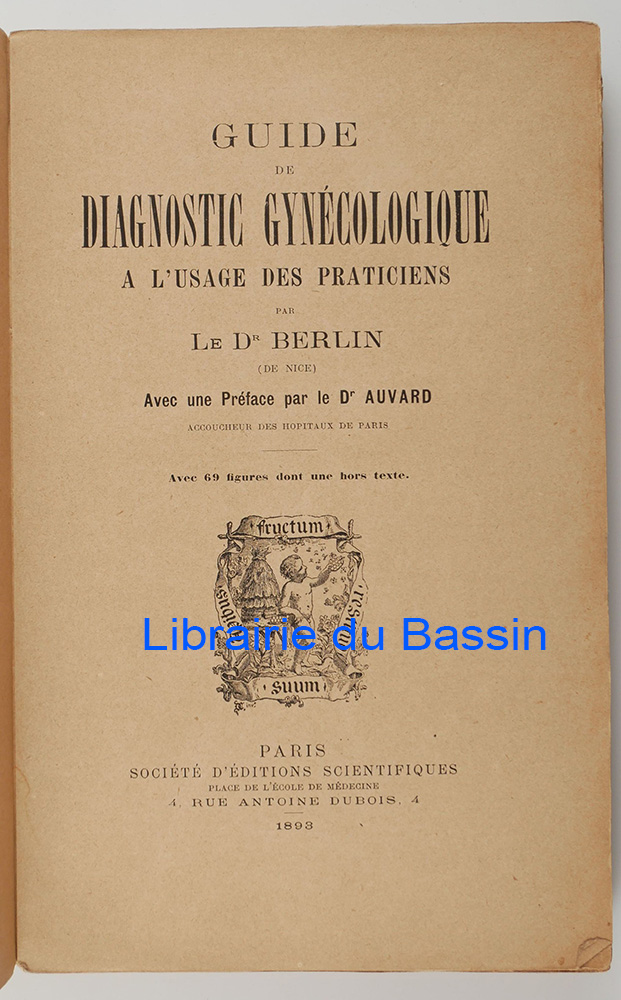 GUIDE
DE
DIAGNOSTIC GYNÉCOLOGIQUE
A L'USAGE DES PRATICIENS
PAR
LE Dʳ BERLIN
(DE NICE)
Avec une Préface par le Dʳ AUVARD
ACCOUCHEUR DES HOPITAUX DE PARIS
Avec 69 figures dont une hors texte.
fructum
Librairie du Bassin
suum
PARIS
SOCIÉTÉ D'ÉDITIONS SCIENTIFIQUES
PLACE DE L'ÉCOLE DE MÉDECINE
4, RUE ANTOINE DUBOIS, 4
1893